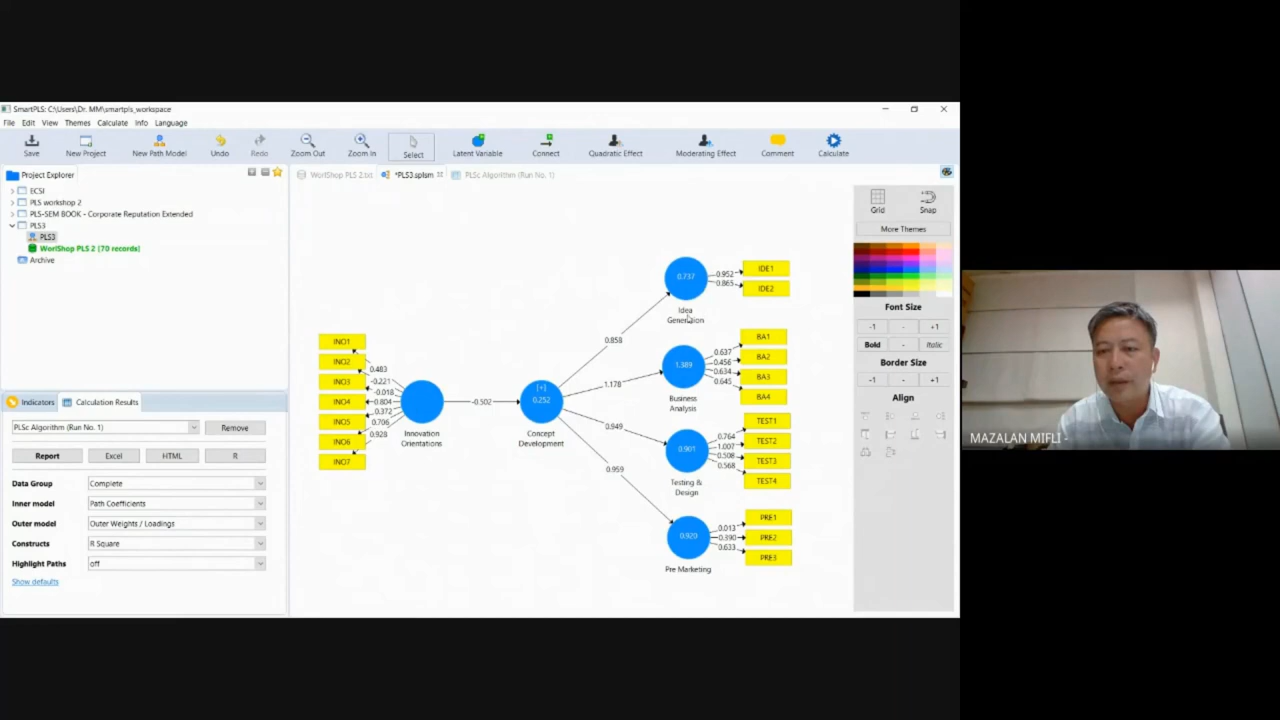 SmartPLS: C:\Users\Dr. MM\smartpls_workspace
File Edit View Themes Calculate Info Language
Save New Project New Path Model Undo Redo Zoom Out Zoom In Select Latent Variable Connect Quadratic Effect Moderating Effect Comment Calculate
Project Explorer
ECSI
PLS workshop 2
PLS-SEM BOOK - Corporate Reputation Extended
PLS3
PLS3
WorlShop PLS 2 [70 records]
Archive
Indicators Calculation Results
PLSc Algorithm (Run No. 1) Remove
Report Excel HTML R
Data Group Complete
Inner model Path Coefficients
Outer model Outer Weights / Loadings
Constructs R Square
Highlight Paths off
Show defaults
WorlShop PLS 2.txt *PLS3.splsm PLSc Algorithm (Run No. 1)
INO1
INO2
INO3
INO4
INO5
INO6
INO7
0.483
-0.221
-0.018
-0.804
0.372
0.706
0.928
Innovation
Orientations
-0.502
[+]
0.252
Concept
Development
0.858
1.178
0.949
0.959
0.737
Idea
Generation
0.952
0.865
IDE1
IDE2
1.389
Business
Analysis
0.637
0.456
0.634
0.645
BA1
BA2
BA3
BA4
0.901
Testing &
Design
0.764
1.007
0.508
0.568
TEST1
TEST2
TEST3
TEST4
0.920
Pre Marketing
0.013
0.390
0.633
PRE1
PRE2
PRE3
Grid Snap
More Themes
Font Size
-1 - +1
Bold - Italic
Border Size
-1 - +1
Align
MAZALAN MIFLI -